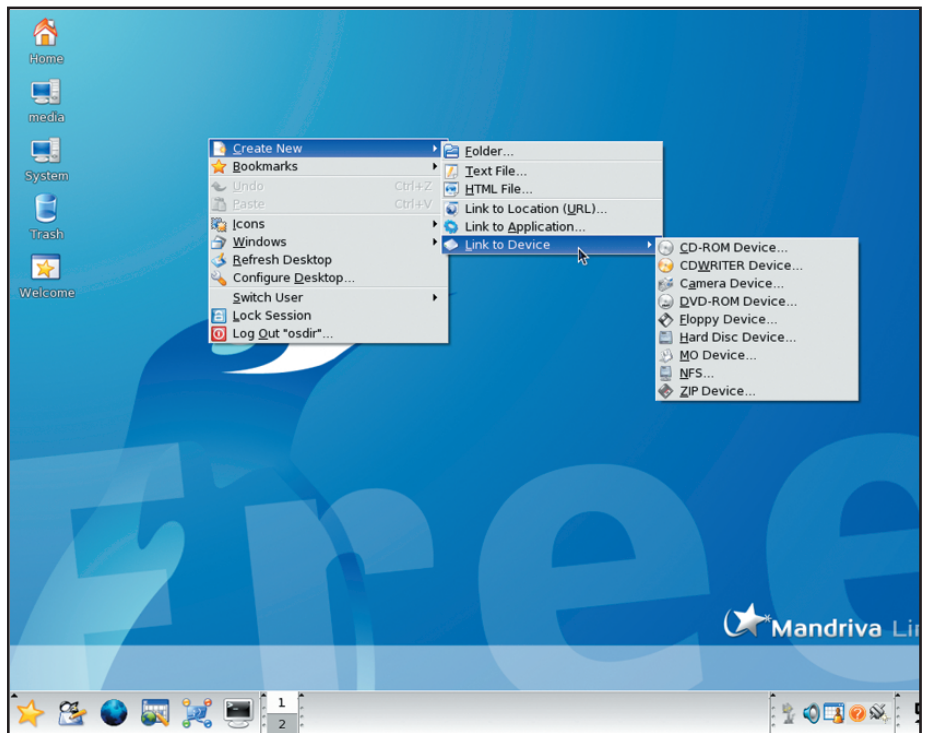 Home
media
System
Trash
Welcome
Create New
Bookmarks
Undo Ctrl+Z
Paste Ctrl+V
Icons
Windows
Refresh Desktop
Configure Desktop...
Switch User
Lock Session
Log Out "osdir"...
Folder...
Text File...
HTML File...
Link to Location (URL)...
Link to Application...
Link to Device
CD-ROM Device...
CDWRITER Device...
Camera Device...
DVD-ROM Device...
Floppy Device...
Hard Disc Device...
MO Device...
NFS...
ZIP Device...
Free
Mandriva Li
1
2